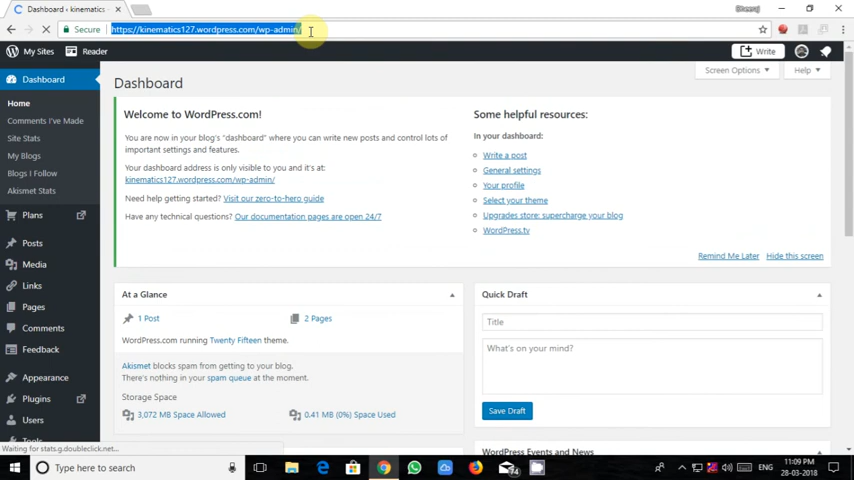 Dashboard ‹ kinematics ·
Secure
https://kinematics127.wordpress.com/wp-admin/
My Sites
Reader
Write
Dashboard
Home
Comments I've Made
Site Stats
My Blogs
Blogs I Follow
Akismet Stats
Plans
Posts
Media
Links
Pages
Comments
Feedback
Appearance
Plugins
Users
Tools
Screen Options
Help
Dashboard
Welcome to WordPress.com!
You are now in your blog's "dashboard" where you can write new posts and control lots of
important settings and features.
Your dashboard address is only visible to you and it's at:
kinematics127.wordpress.com/wp-admin/
Need help getting started? Visit our zero-to-hero guide
Have any technical questions? Our documentation pages are open 24/7
Some helpful resources:
In your dashboard:
Write a post
General settings
Your profile
Select your theme
Upgrades store: supercharge your blog
WordPress.tv
Remind Me Later
Hide this screen
At a Glance
1 Post
2 Pages
WordPress.com running Twenty Fifteen theme.
Akismet blocks spam from getting to your blog.
There's nothing in your spam queue at the moment.
Storage Space
3,072 MB Space Allowed
0.41 MB (0%) Space Used
Quick Draft
Title
What's on your mind?
Save Draft
WordPress Events and News
Waiting for stats.g.doubleclick.net...
Type here to search
74
ENG
11:09 PM
28-03-2018